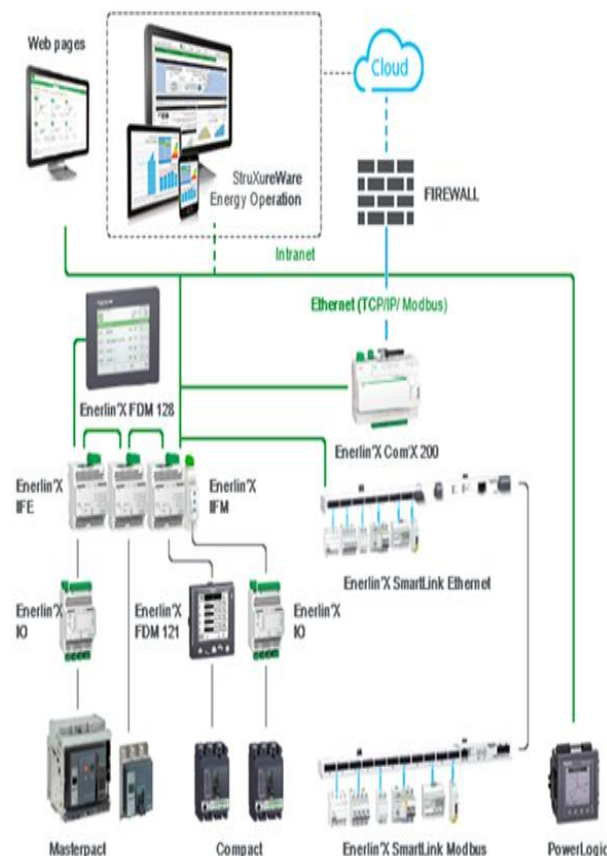 Web pages
Cloud
StruXureWare
Energy Operation
FIREWALL
Intranet
Ethernet (TCP/IP/ Modbus)
Enerlin'X FDM 128
Enerlin'X Com'X 200
Enerlin'X
IFE
Enerlin'X
IFM
Enerlin'X SmartLink Ethernet
Enerlin'X
IO
Enerlin'X
FDM 121
Enerlin'X
IO
Masterpact
Compact
Enerlin'X SmartLink Modbus
PowerLogic